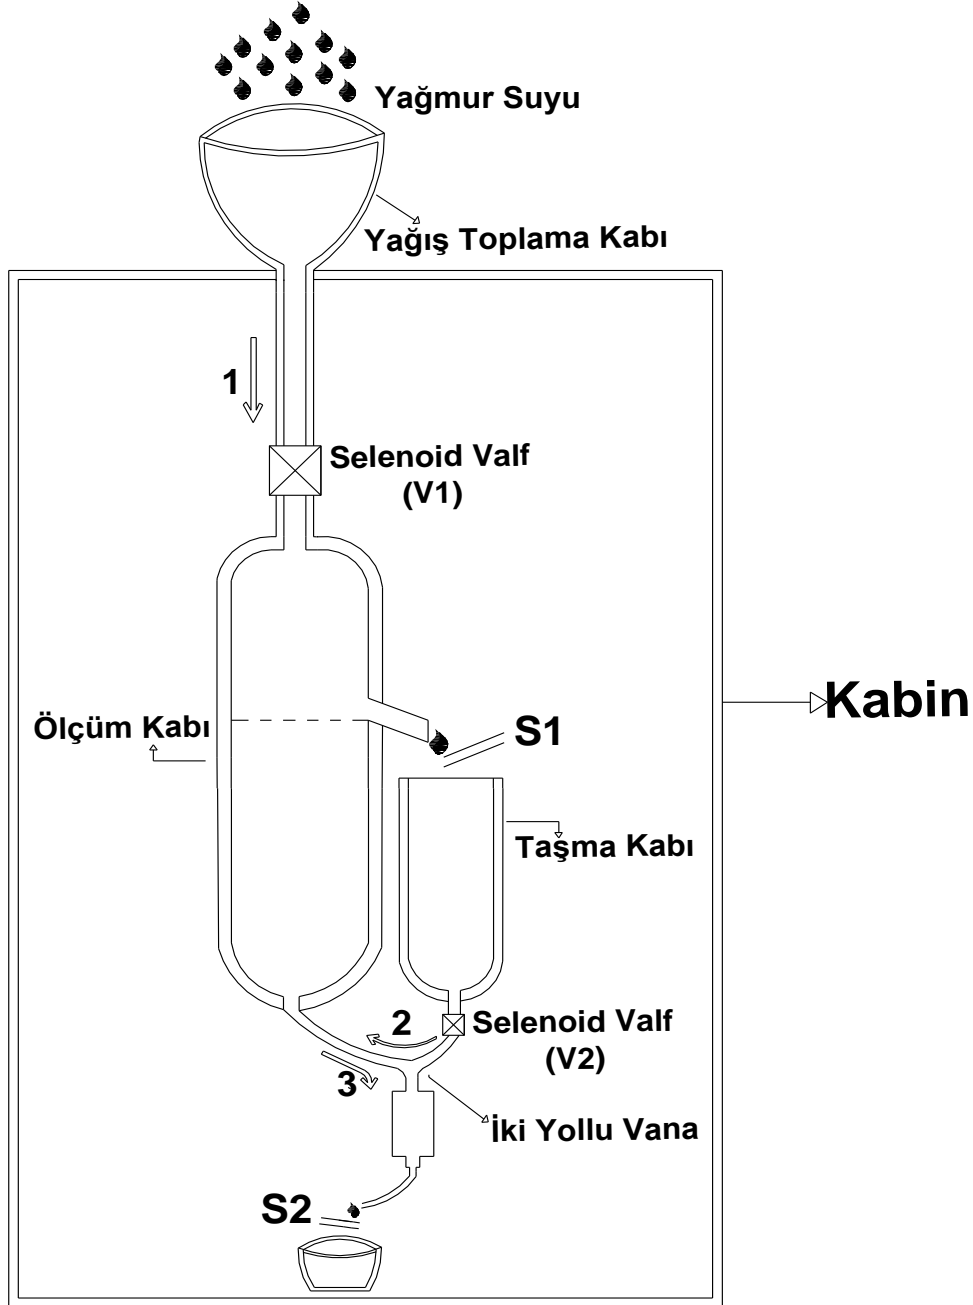 Yağmur Suyu
Yağış Toplama Kabı
1
Selenoid Valf
(V1)
Kabin
Ölçüm Kabı
S1
Taşma Kabı
2
Selenoid Valf
(V2)
3
İki Yollu Vana
S2